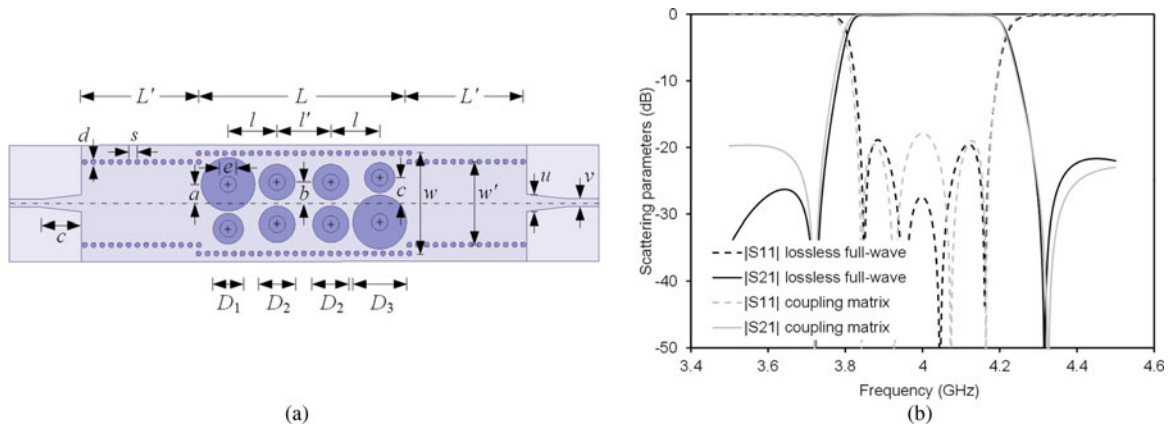 L′ L L′
l l′ l
d s
e
a b c w w′ u v
c
D1 D2 D2 D3
(a)
0
-10
-20
-30
-40
-50
Scattering parameters (dB)
|S11| lossless full-wave
|S21| lossless full-wave
|S11| coupling matrix
|S21| coupling matrix
3.4 3.6 3.8 4 4.2 4.4 4.6
Frequency (GHz)
(b)